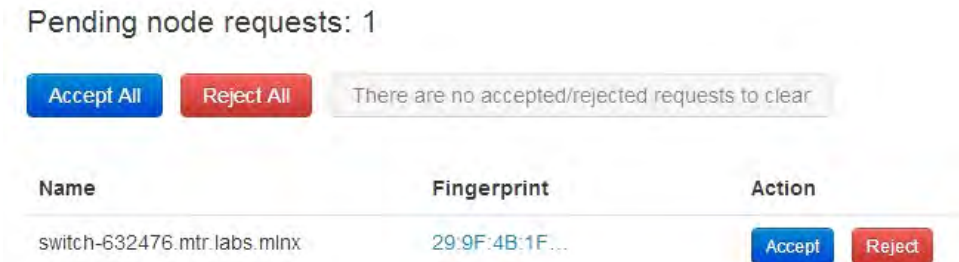 Pending node requests: 1
Accept All Reject All There are no accepted/rejected requests to clear
Name Fingerprint Action
switch-632476.mtr.labs.mlnx 29:9F:4B:1F... Accept Reject